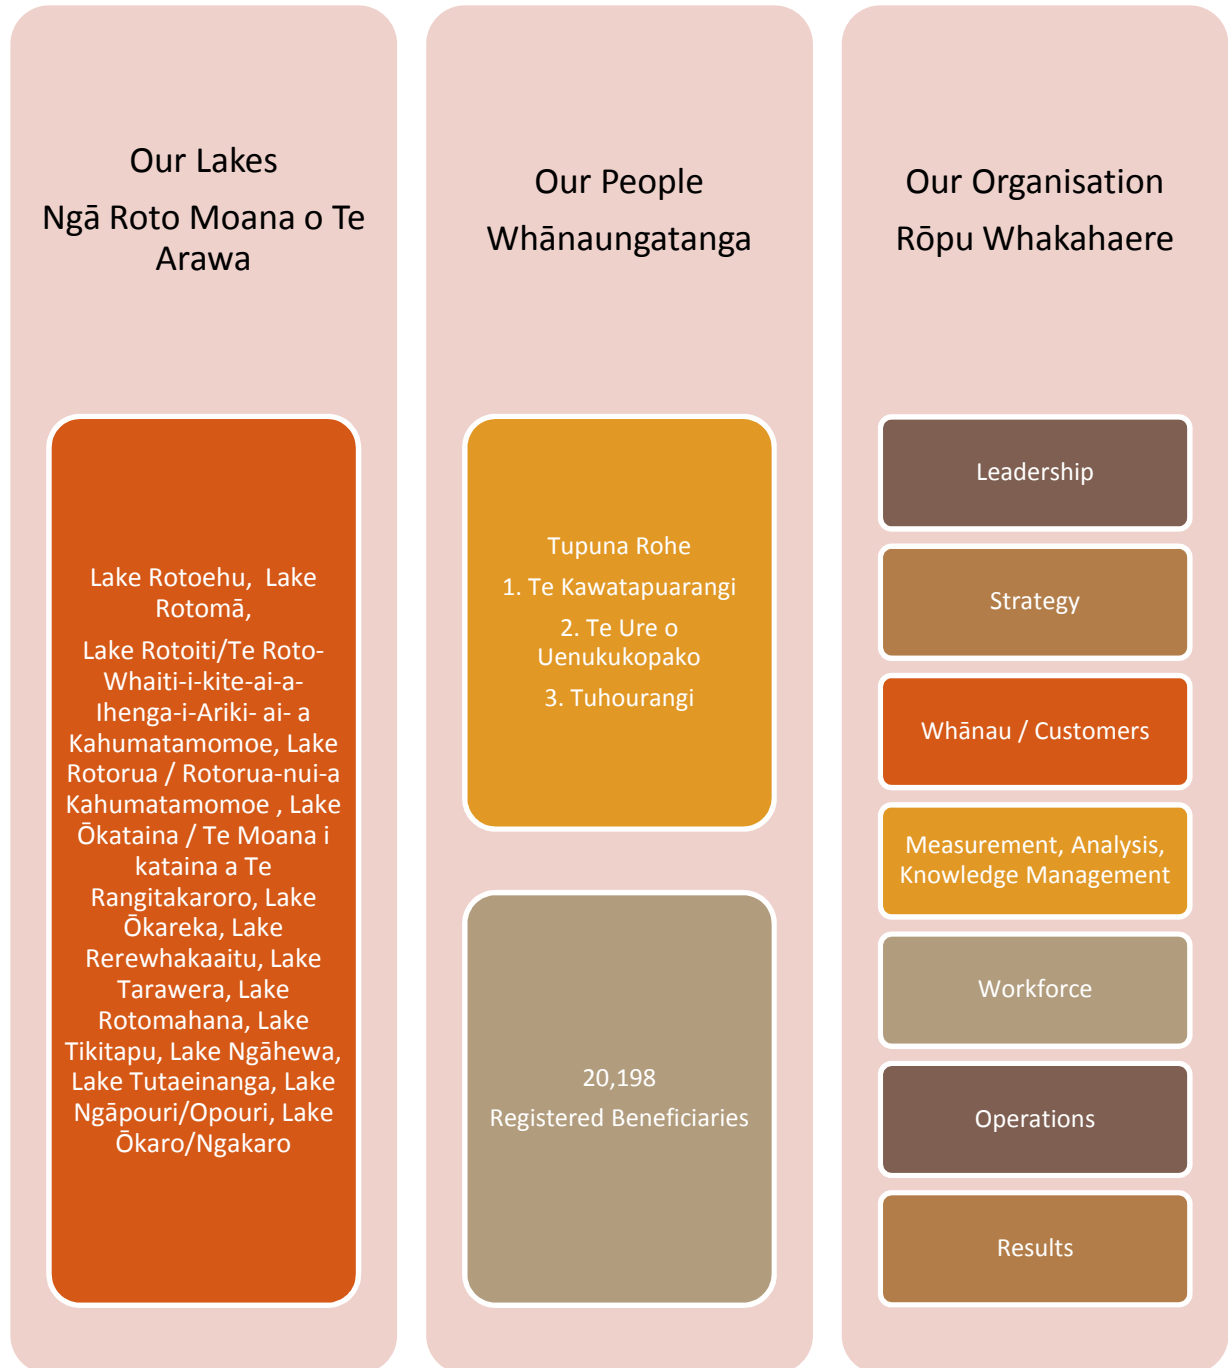 Our Lakes
Ngā Roto Moana o Te
Arawa
Lake Rotoehu,  Lake
Rotomā,
Lake Rotoiti/Te Roto-
Whaiti-i-kite-ai-a-
Ihenga-i-Ariki- ai- a
Kahumatamomoe, Lake
Rotorua / Rotorua-nui-a
Kahumatamomoe , Lake
Ōkataina / Te Moana i
kataina a Te
Rangitakaroro, Lake
Ōkareka, Lake
Rerewhakaaitu, Lake
Tarawera, Lake
Rotomahana, Lake
Tikitapu, Lake Ngāhewa,
Lake Tutaeinanga, Lake
Ngāpouri/Opouri, Lake
Ōkaro/Ngakaro
Our People
Whānaungatanga
Tupuna Rohe
1. Te Kawatapuarangi
2. Te Ure o
Uenukukopako
3. Tuhourangi
20,198
Registered Beneficiaries
Our Organisation
Rōpu Whakahaere
Leadership
Strategy
Whānau / Customers
Measurement, Analysis,
Knowledge Management
Workforce
Operations
Results